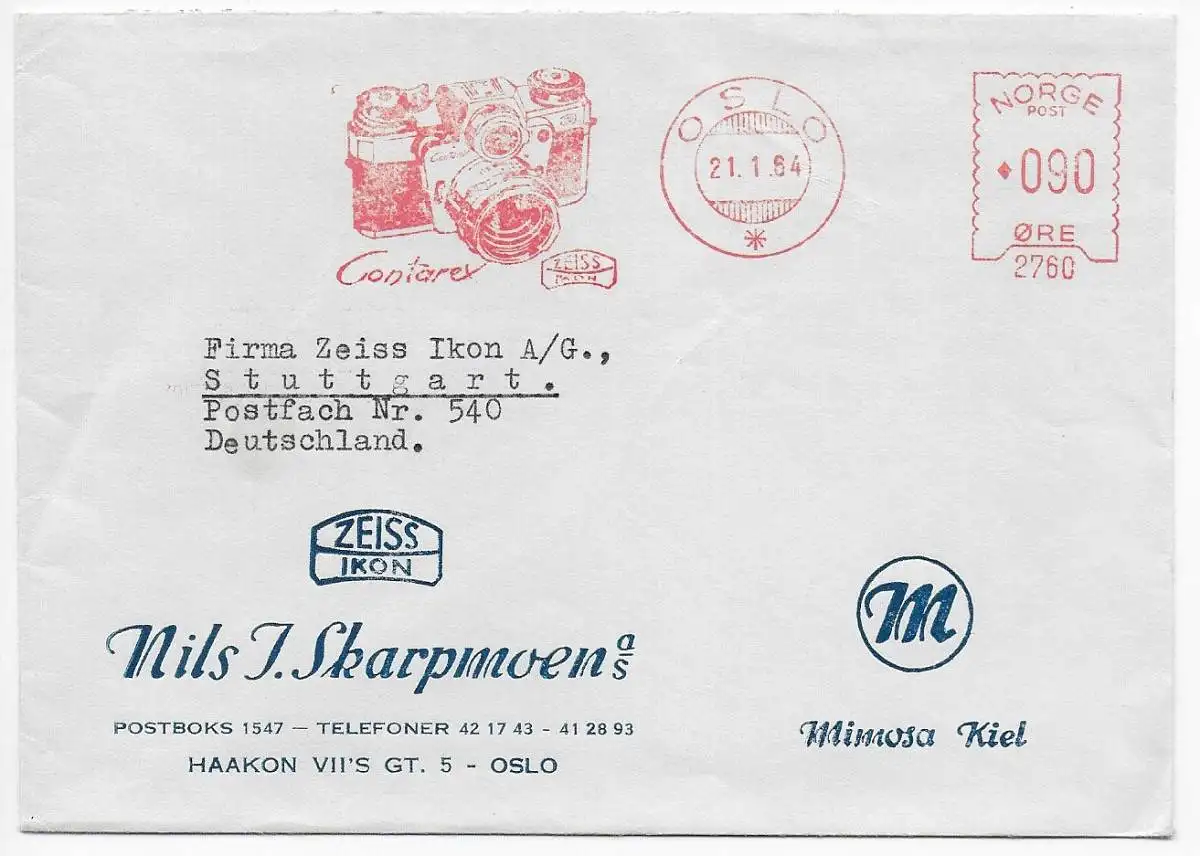 Contarex
ZEISS
IKON
OSLO
21.1.64
NORGE
POST
090
ØRE
2760
Firma Zeiss Ikon A/G.,
Stuttgart.
Postfach Nr. 540
Deutschland.
ZEISS
IKON
Nils J. Skarpmoen a/s
POSTBOKS 1547 — TELEFONER 42 17 43 - 41 28 93
HAAKON VII'S GT. 5 - OSLO
M
Mimosa Kiel